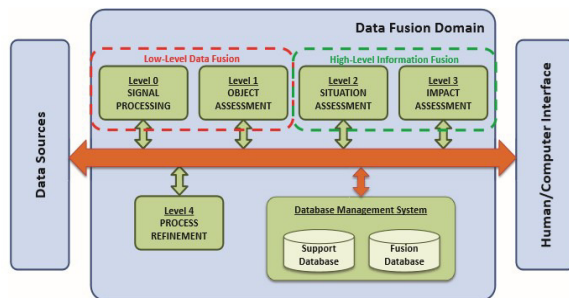 Data Fusion Domain
Data Sources
Human/Computer Interface
Low-Level Data Fusion
High-Level Information Fusion
Level 0
SIGNAL
PROCESSING
Level 1
OBJECT
ASSESSMENT
Level 2
SITUATION
ASSESSMENT
Level 3
IMPACT
ASSESSMENT
Level 4
PROCESS
REFINEMENT
Database Management System
Support
Database
Fusion
Database